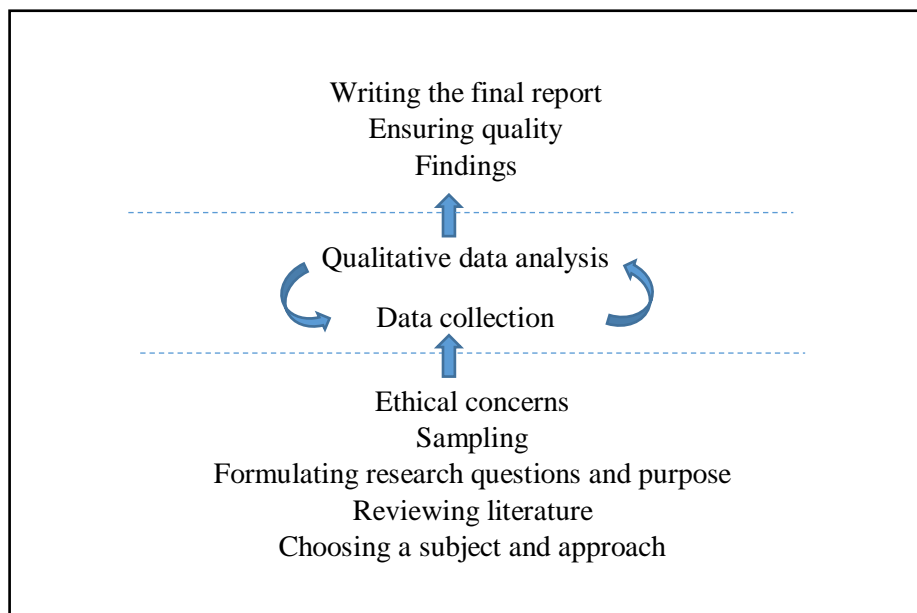 Writing the final report
Ensuring quality
Findings
Qualitative data analysis
Data collection
Ethical concerns
Sampling
Formulating research questions and purpose
Reviewing literature
Choosing a subject and approach